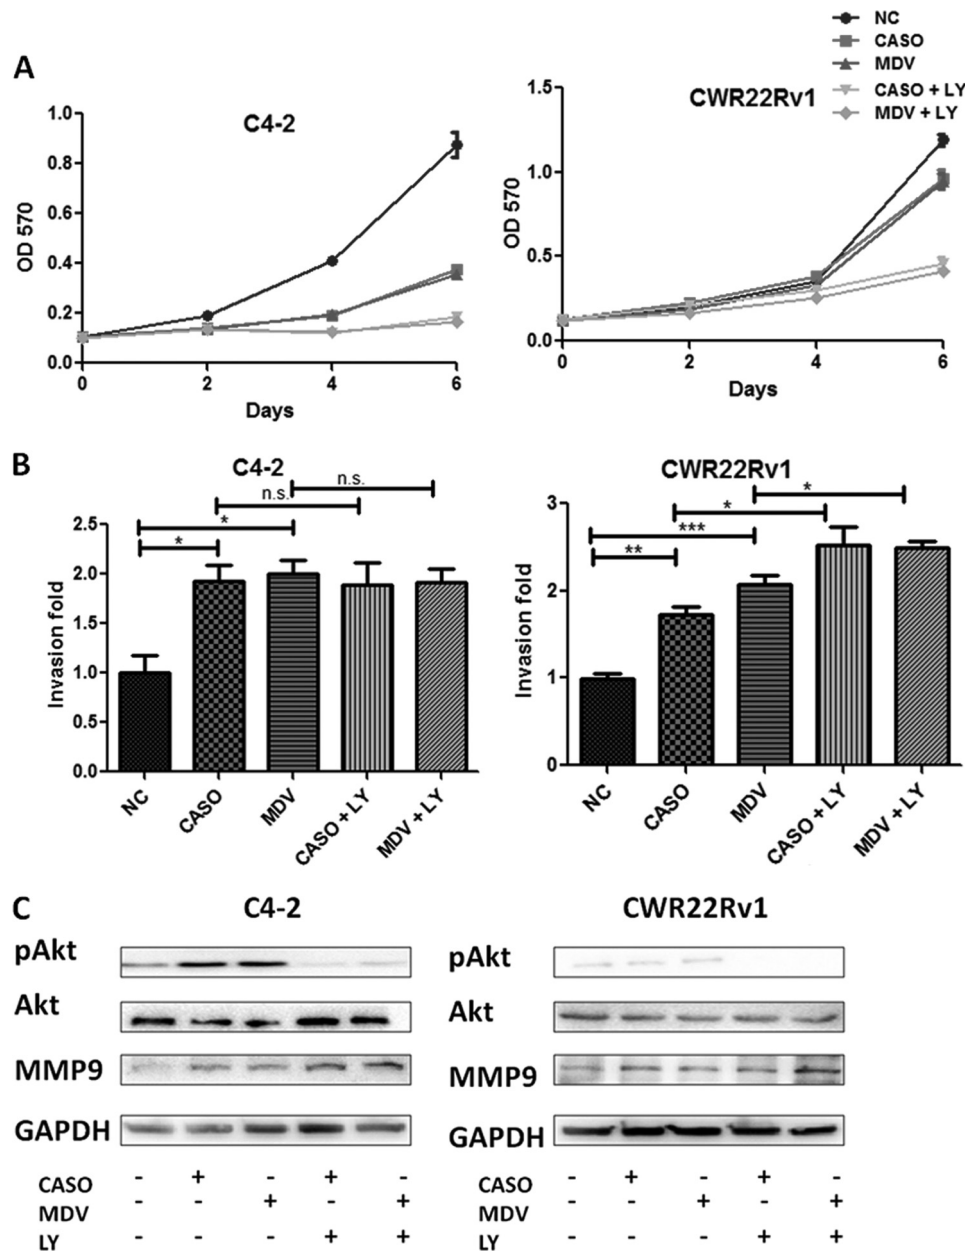 A
NC
CASO
MDV
CASO + LY
MDV + LY
C4-2
1.0
0.8
0.6
0.4
0.2
0.0
OD 570
0 2 4 6
Days
CWR22Rv1
1.5
1.0
0.5
0.0
OD 570
0 2 4 6
Days
B
C4-2
n.s.
n.s.
*
*
2.5
2.0
1.5
1.0
0.5
0.0
Invasion fold
NC CASO MDV CASO + LY MDV + LY
CWR22Rv1
*
*
***
**
3
2
1
0
Invasion fold
NC CASO MDV CASO + LY MDV + LY
C
C4-2
pAkt
Akt
MMP9
GAPDH
CASO - + - + -
MDV - - + - +
LY - - - + +
CWR22Rv1
pAkt
Akt
MMP9
GAPDH
CASO - + - + -
MDV - - + - +
LY - - - + +